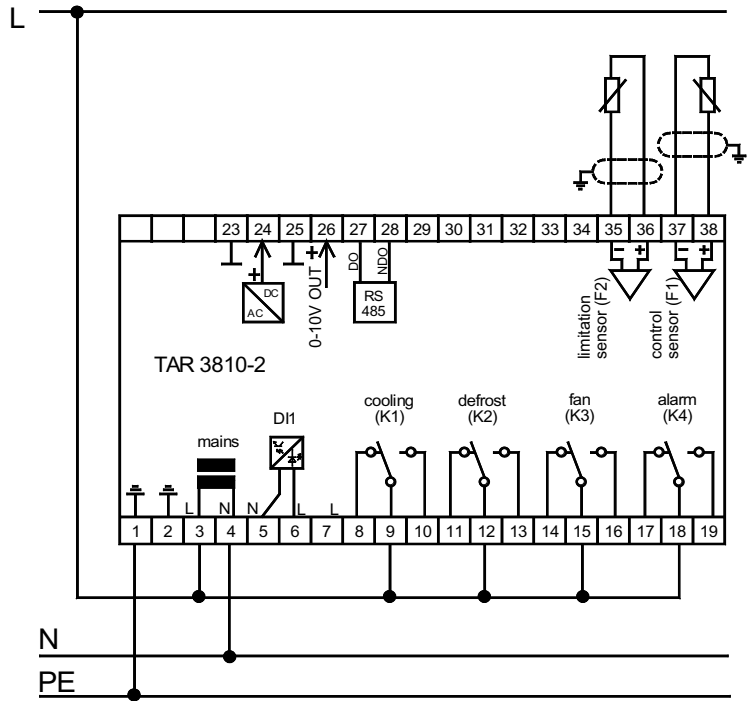 L
23 24 25 26 27 28 29 30 31 32 33 34 35 36 37 38
+ + DO NDO - + - +
AC DC
0-10V OUT
RS
485
limitation
sensor (F2)
control
sensor (F1)
TAR 3810-2
cooling
(K1)
defrost
(K2)
fan
(K3)
alarm
(K4)
DI1
mains
L N N L L
1 2 3 4 5 6 7 8 9 10 11 12 13 14 15 16 17 18 19
N
PE